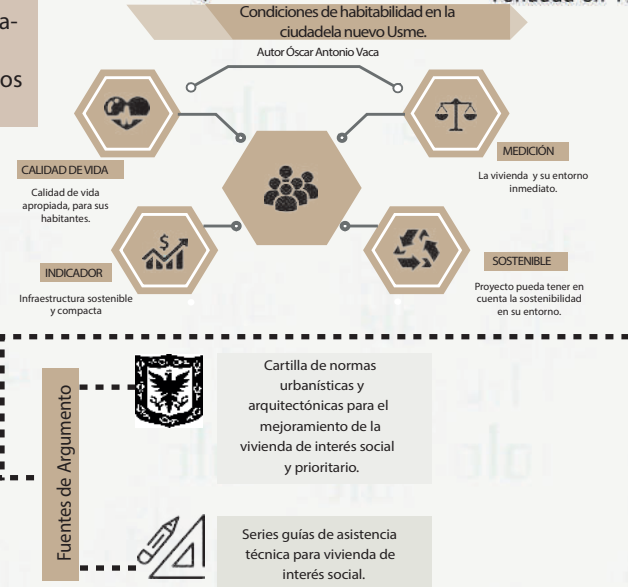 a-
os
Condiciones de habitabilidad en la
ciudadela nuevo Usme.
Autor Óscar Antonio Vaca
CALIDAD DE VIDA
Calidad de vida
apropiada, para sus
habitantes.
MEDICIÓN
La vivienda y su entorno
inmediato.
INDICADOR
Infraestructura sostenible
y compacta
$
SOSTENIBLE
Proyecto pueda tener en
cuenta la sostenibilidad
en su entorno.
Fuentes de Argumento
Cartilla de normas
urbanísticas y
arquitectónicas para el
mejoramiento de la
vivienda de interés social
y prioritario.
Series guías de asistencia
técnica para vivienda de
interés social.